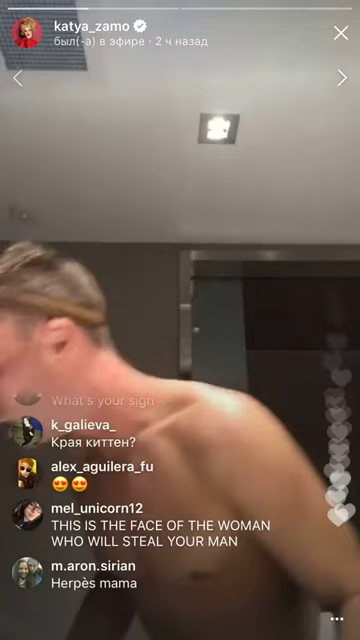 katya_zamo
был(-а) в эфире · 2 ч назад
What's your sign
k_galieva_
Края киттен?
alex_aguilera_fu
😍😍
mel_unicorn12
THIS IS THE FACE OF THE WOMAN
WHO WILL STEAL YOUR MAN
m.aron.sirian
Herpès mama